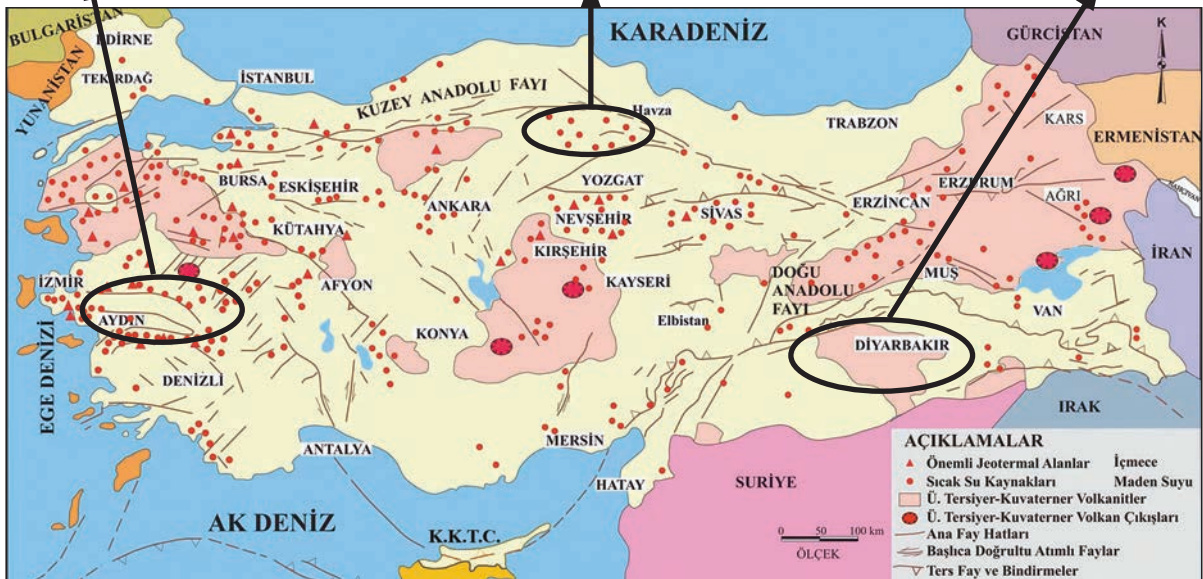 BULGARİSTAN
EDİRNE
KARADENİZ
GÜRCİSTAN
K
YUNANİSTAN
TEKİRDAĞ
İSTANBUL
KUZEY ANADOLU FAYI
Havza
TRABZON
KARS
ERMENİSTAN
BURSA
ESKİŞEHİR
ANKARA
YOZGAT
SİVAS
ERZİNCAN
ERZURUM
AĞRI
NAHÇIVAN
KÜTAHYA
NEVŞEHİR
KIRŞEHİR
İZMİR
AFYON
KAYSERİ
DOĞU
ANADOLU
FAYI
MUŞ
İRAN
AYDIN
KONYA
Elbistan
VAN
EGE DENİZİ
DENİZLİ
DİYARBAKIR
IRAK
ANTALYA
MERSİN
HATAY
SURİYE
AK DENİZ
K.K.T.C.
0 50 100 km
ÖLÇEK
AÇIKLAMALAR
Önemli Jeotermal Alanlar İçmece
Sıcak Su Kaynakları Maden Suyu
Ü. Tersiyer-Kuvaterner Volkanitler
Ü. Tersiyer-Kuvaterner Volkan Çıkışları
Ana Fay Hatları
Başlıca Doğrultu Atımlı Faylar
Ters Fay ve Bindirmeler